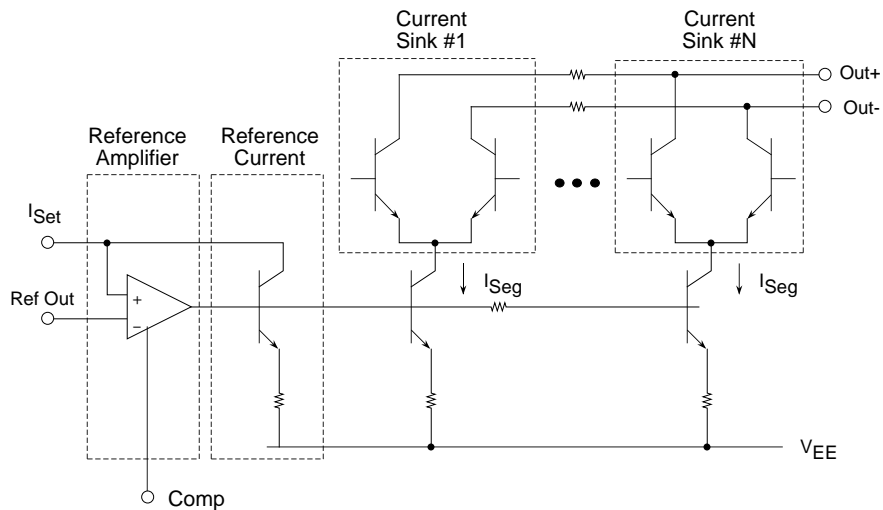 Current
Sink #1
Current
Sink #N
Out+
Out-
Reference
Amplifier
Reference
Current
ISet
Ref Out
+
−
ISeg
ISeg
VEE
Comp